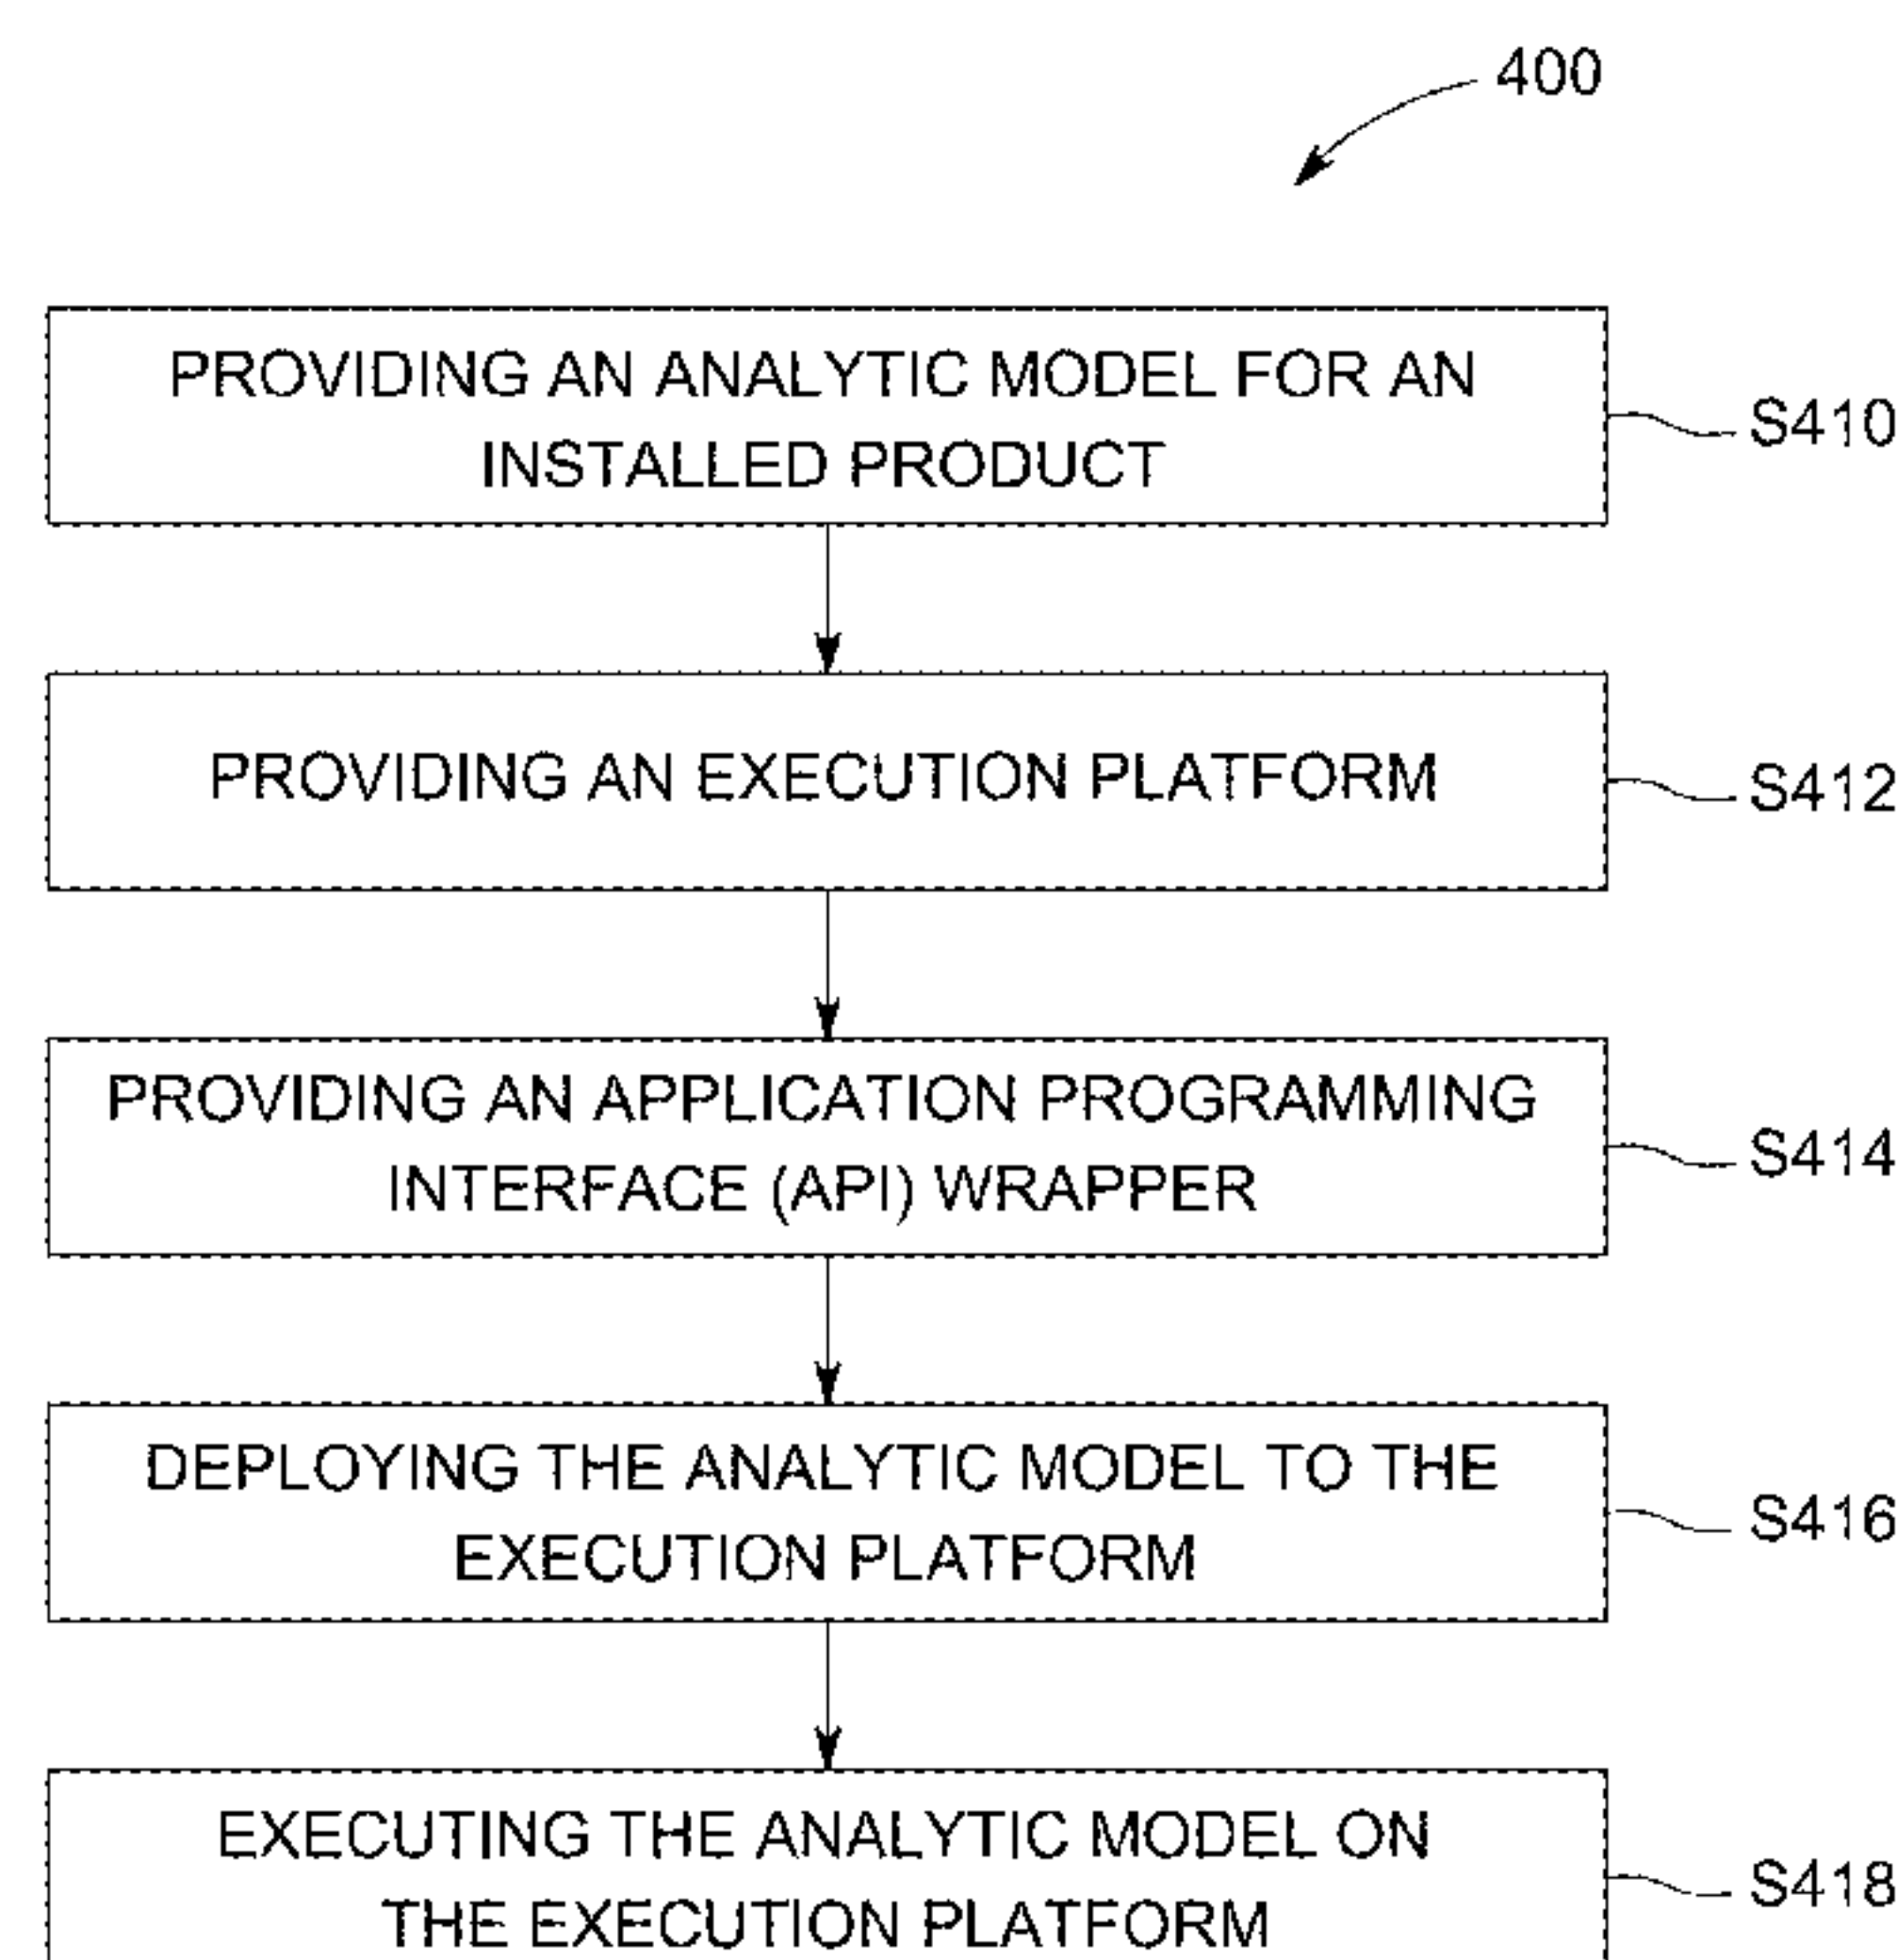 400
PROVIDING AN ANALYTIC MODEL FOR AN
INSTALLED PRODUCT
S410
PROVIDING AN EXECUTION PLATFORM
S412
PROVIDING AN APPLICATION PROGRAMMING
INTERFACE (API) WRAPPER
S414
DEPLOYING THE ANALYTIC MODEL TO THE
EXECUTION PLATFORM
S416
EXECUTING THE ANALYTIC MODEL ON
THE EXECUTION PLATFORM
S418